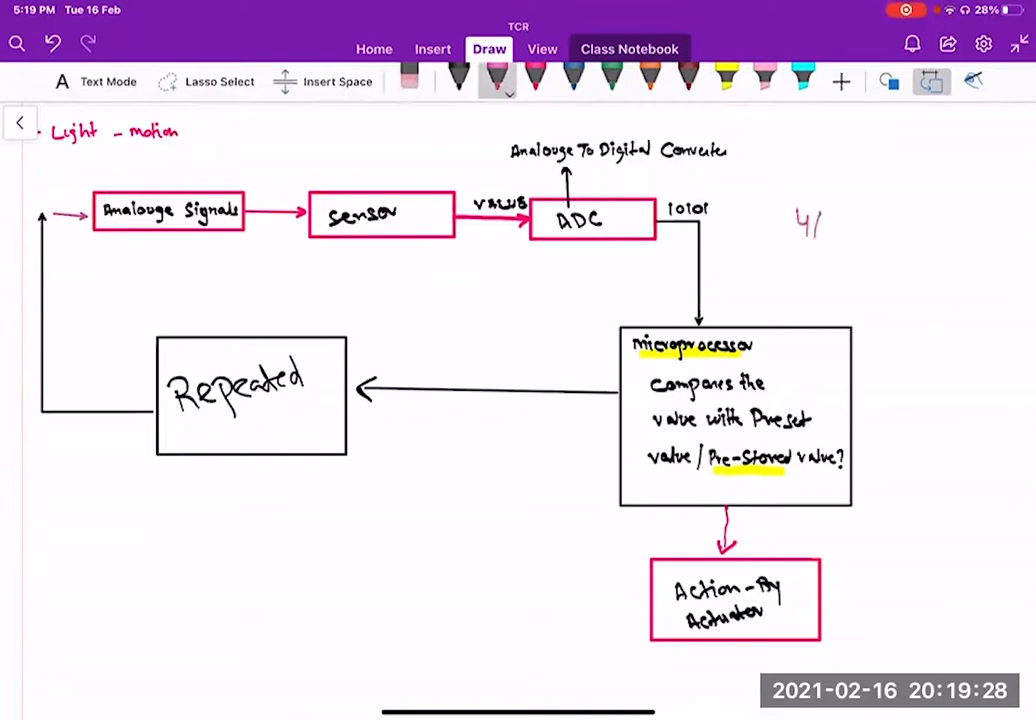 5:19 PM Tue 16 Feb
28%
TCR
Home Insert Draw View Class Notebook
A Text Mode Lasso Select Insert Space
. Light - motion
Analouge To Digital Converter
Analouge Signals
Sensor
VALUE
ADC
10101
4/
microprocessor
Compares the
value with Preset
value/Pre-Stored value?
Repeated
Action-By
Actuator
2021-02-16 20:19:28